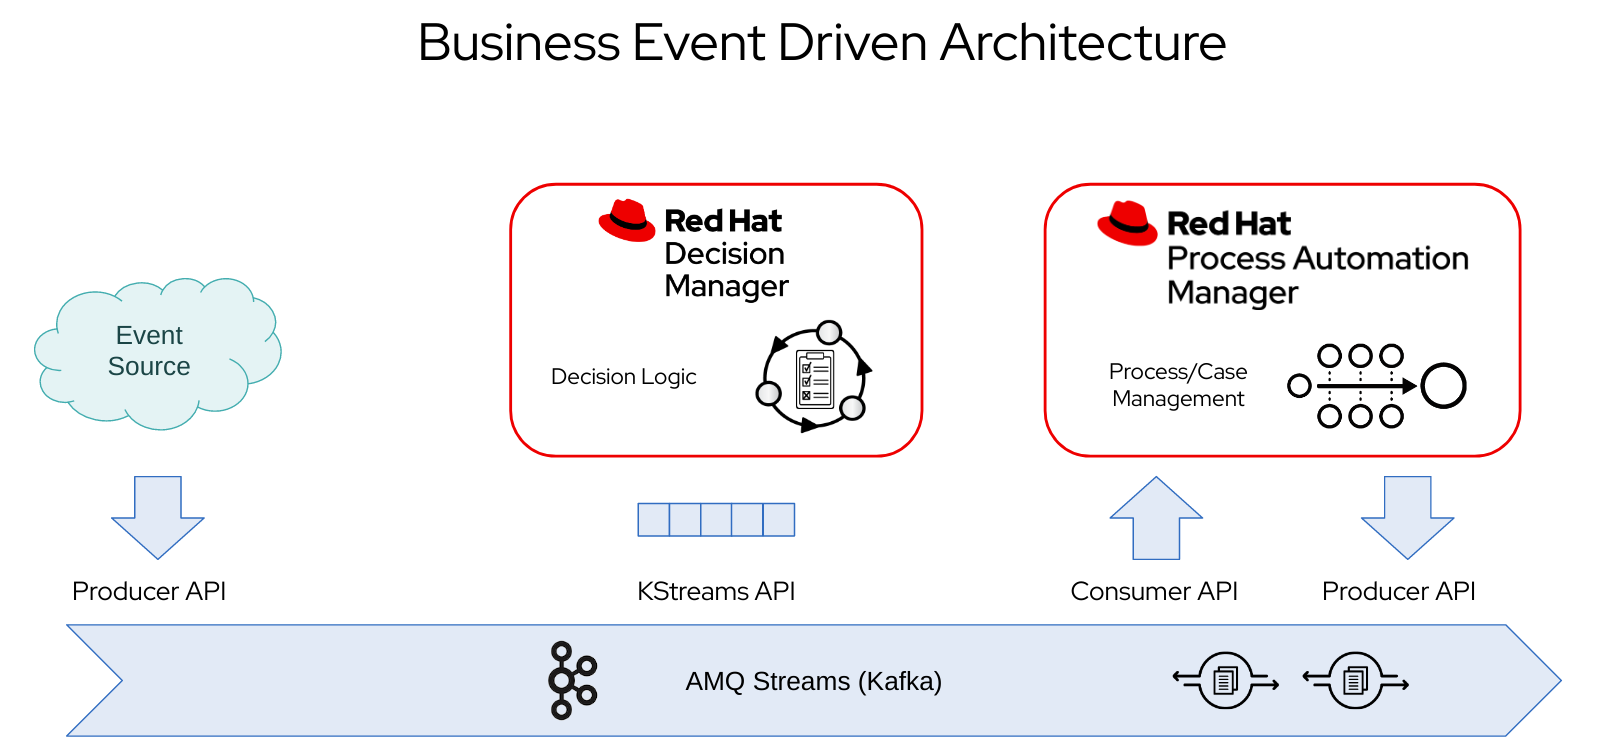 Business Event Driven Architecture
Event
Source
Red Hat
Decision
Manager
Decision Logic
Red Hat
Process Automation
Manager
Process/Case
Management
Producer API
KStreams API
Consumer API
Producer API
AMQ Streams (Kafka)